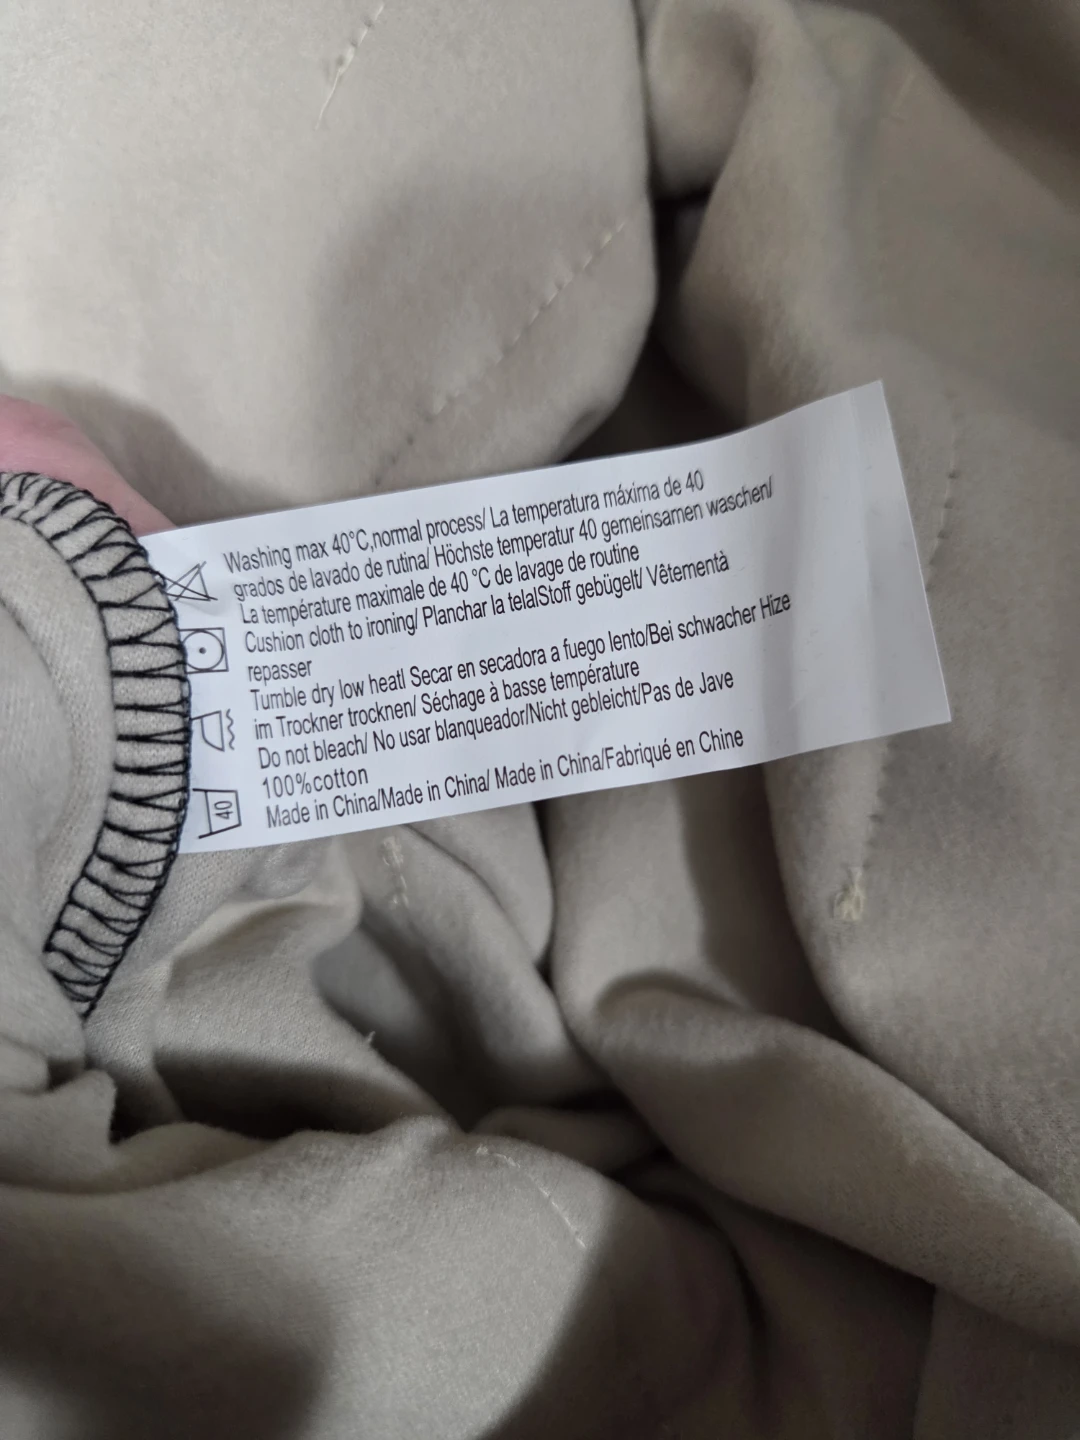 Washing max 40°C,normal process/ La temperatura máxima de 40
grados de lavado de rutina/ Höchste temperatur 40 gemeinsamen waschen/
La température maximale de 40 °C de lavage de routine
Cushion cloth to ironing/ Planchar la telalStoff gebügelt/ Vêtementà
repasser
Tumble dry low heatl Secar en secadora a fuego lento/Bei schwacher Hize
im Trockner trocknen/ Séchage à basse température
Do not bleach/ No usar blanqueador/Nicht gebleicht/Pas de Jave
100%cotton
Made in China/Made in China/ Made in China/Fabriqué en Chine
40